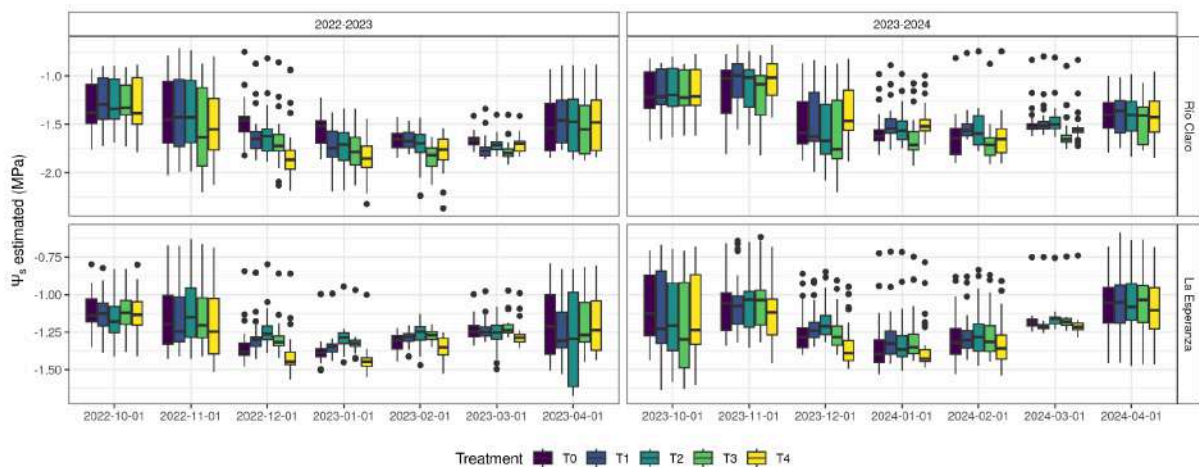 2022-2023
2023-2024
-1.0
-1.5
-2.0
Rio Claro
-0.75
-1.00
-1.25
-1.50
La Esperanza
Ψs estimated (MPa)
2022-10-01 2022-11-01 2022-12-01 2023-01-01 2023-02-01 2023-03-01 2023-04-01 2023-10-01 2023-11-01 2023-12-01 2024-01-01 2024-02-01 2024-03-01 2024-04-01
Treatment T0 T1 T2 T3 T4